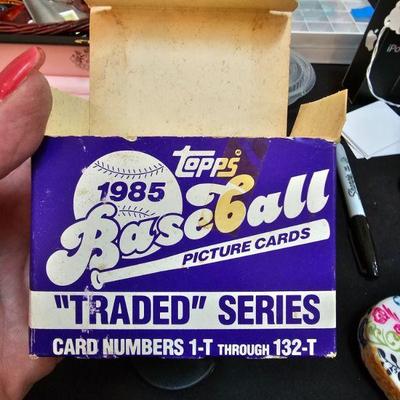 topps
1985
Baseball
PICTURE CARDS
"TRADED" SERIES
CARD NUMBERS 1-T THROUGH 132-T